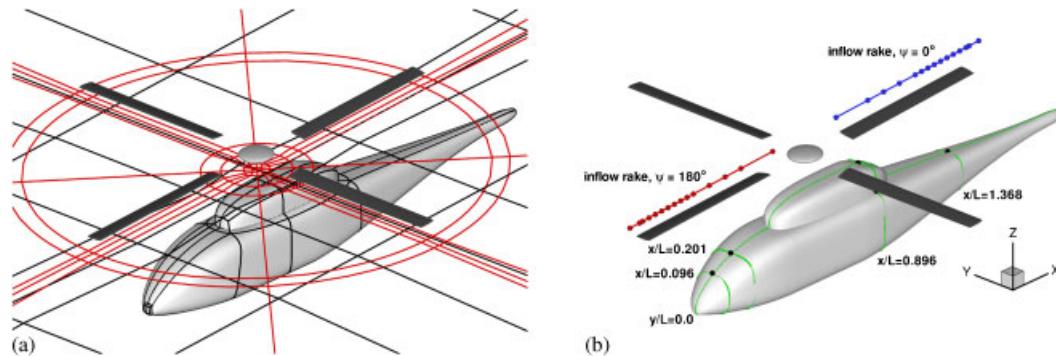 inflow rake, ψ = 0°
inflow rake, ψ = 180°
x/L=1.368
x/L=0.201
x/L=0.096
x/L=0.896
y/L=0.0
Z
Y
X
(a)
(b)